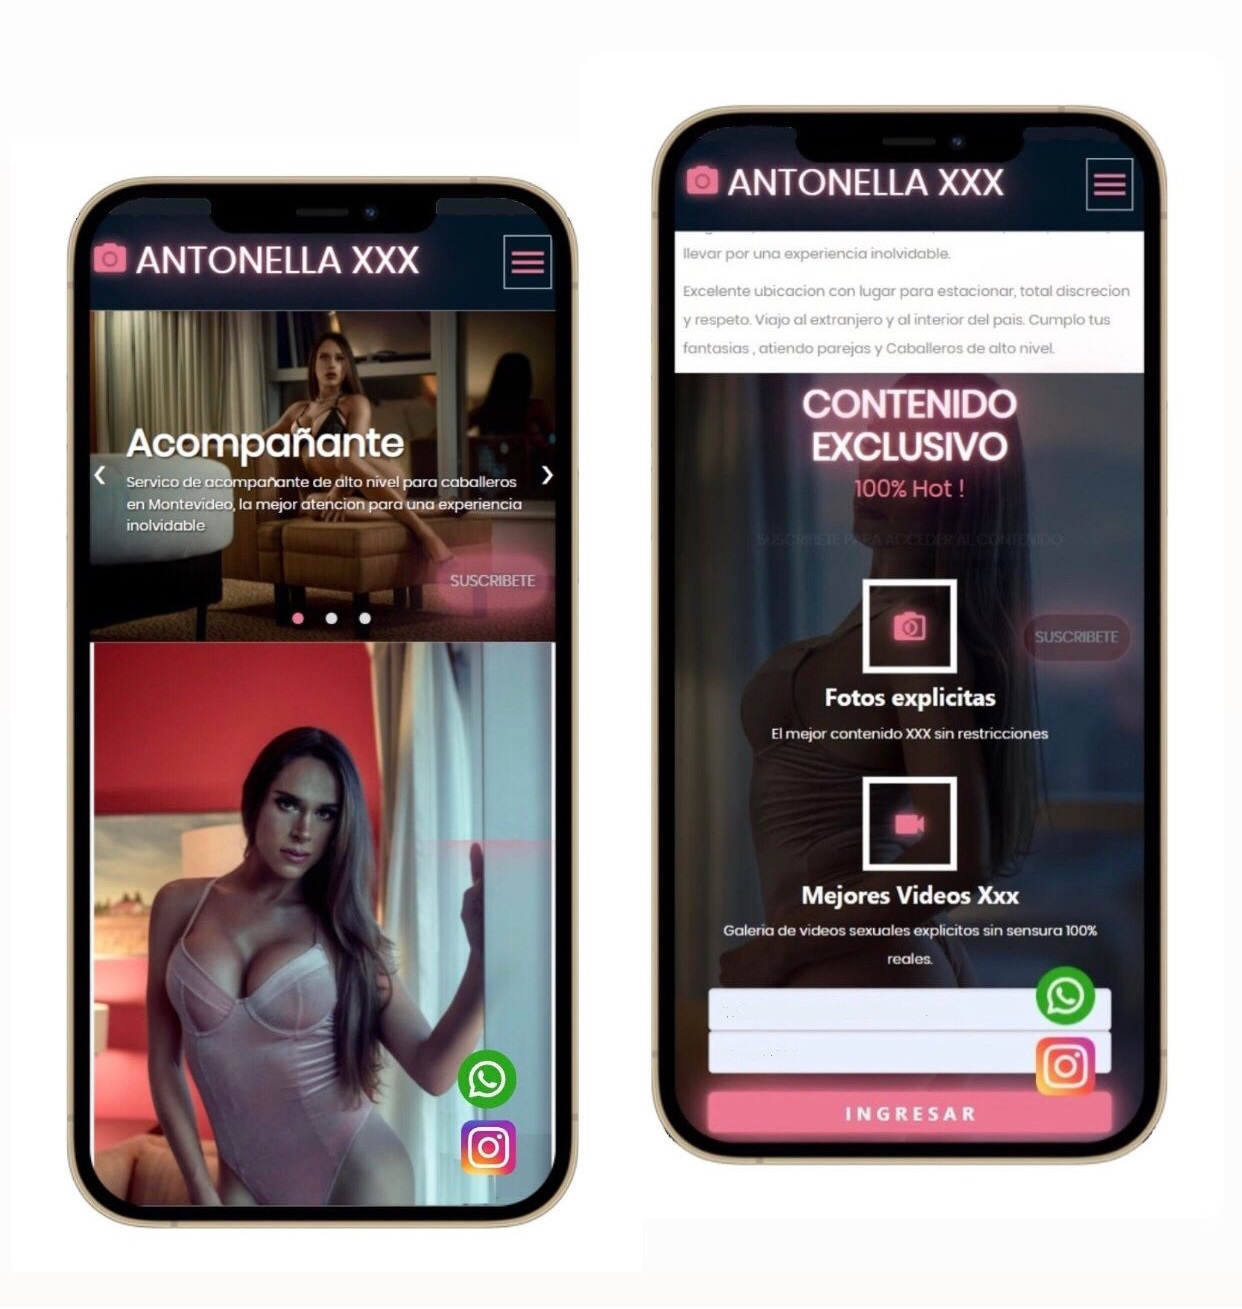 ANTONELLA XXX
Acompañante
Servico de acompañante de alto nivel para caballeros
en Montevideo, la mejor atencion para una experiencia
inolvidable
SUSCRIBETE
ANTONELLA XXX
llevar por una experiencia inolvidable.
Excelente ubicacion con lugar para estacionar, total discrecion
y respeto. Viajo al extranjero y al interior del pais. Cumplo tus
fantasias , atiendo parejas y Caballeros de alto nivel.
CONTENIDO
EXCLUSIVO
100% Hot !
SUSCRIBETE PARA ACCEDER AL CONTENIDO
SUSCRIBETE
Fotos explicitas
El mejor contenido XXX sin restricciones
Mejores Videos Xxx
Galeria de videos sexuales explicitos sin sensura 100%
reales.
INGRESAR